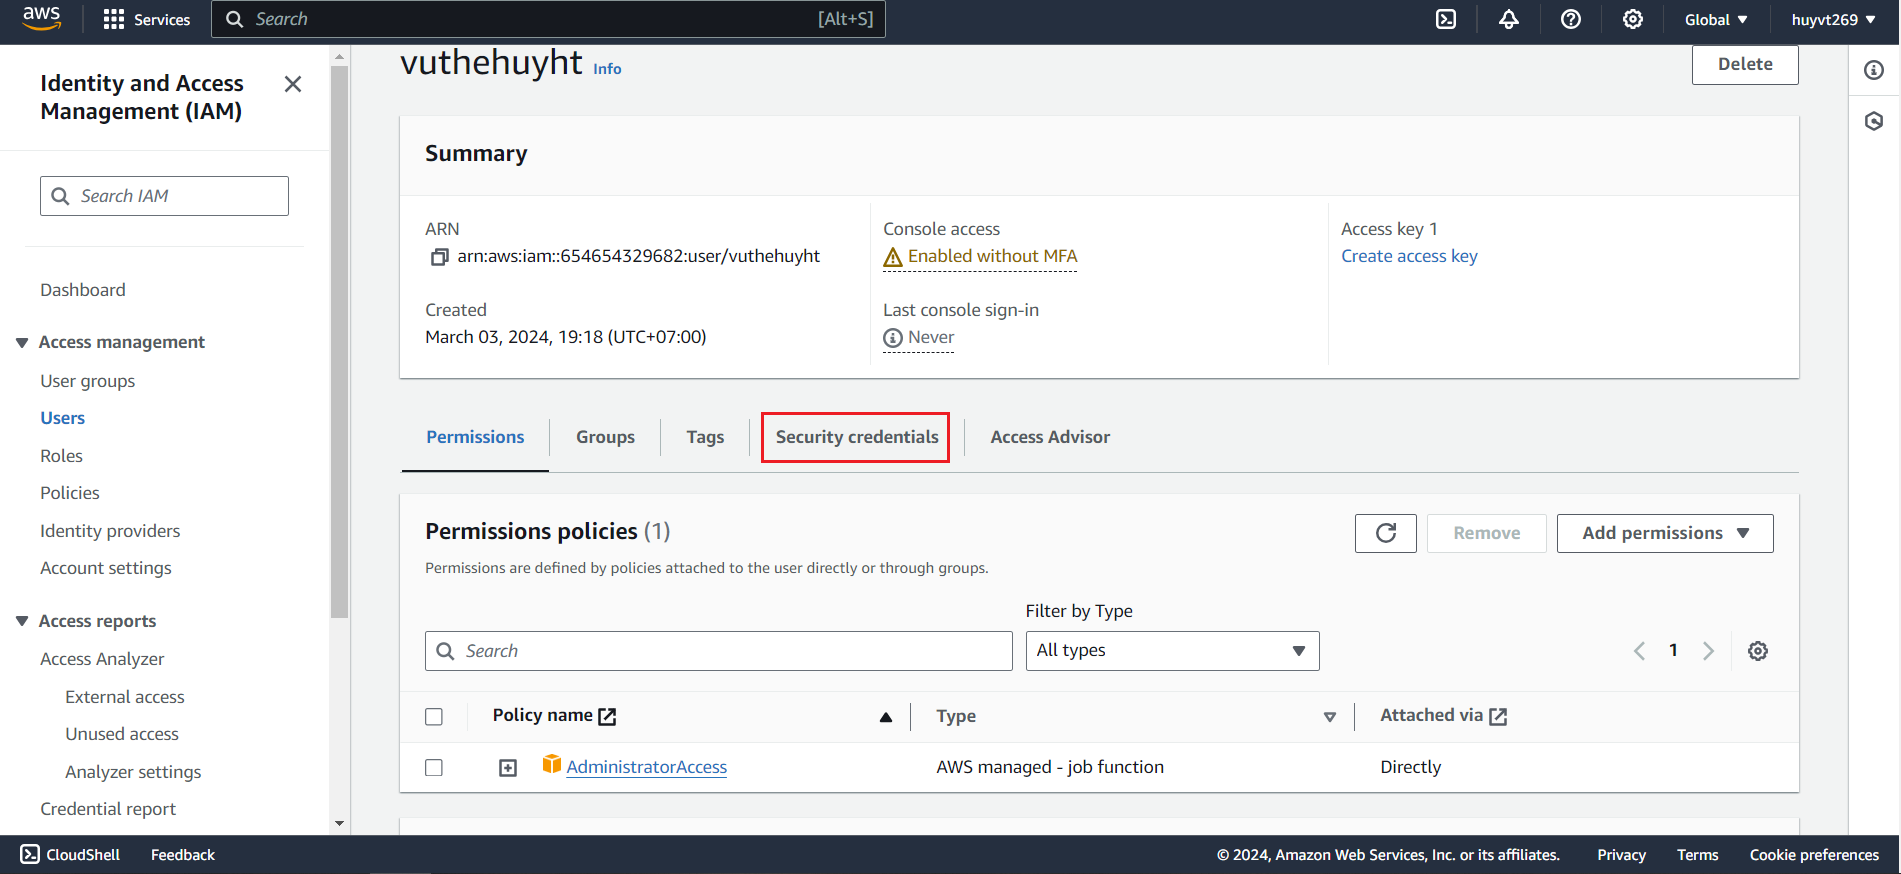 aws
Services
Search
[Alt+S]
Global
huyvt269
Identity and Access
Management (IAM)
Search IAM
Dashboard
Access management
User groups
Users
Roles
Policies
Identity providers
Account settings
Access reports
Access Analyzer
External access
Unused access
Analyzer settings
Credential report
vuthehuyht Info
Delete
Summary
ARN
arn:aws:iam::654654329682:user/vuthehuyht
Created
March 03, 2024, 19:18 (UTC+07:00)
Console access
Enabled without MFA
Last console sign-in
Never
Access key 1
Create access key
Permissions
Groups
Tags
Security credentials
Access Advisor
Permissions policies (1)
Remove
Add permissions
Permissions are defined by policies attached to the user directly or through groups.
Filter by Type
Search
All types
1
Policy name
Type
Attached via
AdministratorAccess
AWS managed - job function
Directly
CloudShell
Feedback
© 2024, Amazon Web Services, Inc. or its affiliates.
Privacy
Terms
Cookie preferences